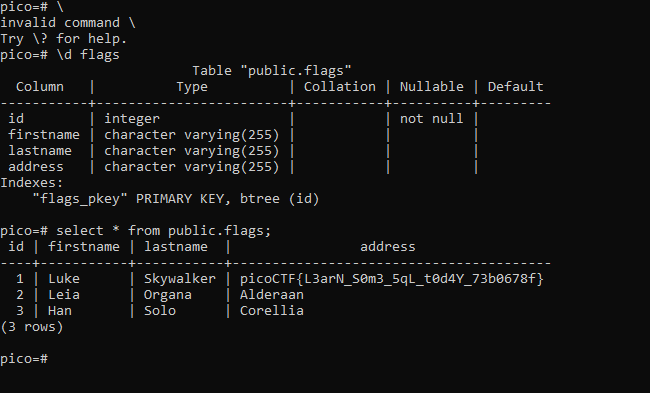 pico=# \
invalid command \
Try \? for help.
pico=# \d flags
                        Table "public.flags"
  Column   |          Type          | Collation | Nullable | Default
-----------+------------------------+-----------+----------+---------
 id        | integer                |           | not null |
 firstname | character varying(255) |           |          |
 lastname  | character varying(255) |           |          |
 address   | character varying(255) |           |          |
Indexes:
    "flags_pkey" PRIMARY KEY, btree (id)

pico=# select * from public.flags;
 id | firstname | lastname  |                address
----+-----------+-----------+----------------------------------------
  1 | Luke      | Skywalker | picoCTF{L3arN_S0m3_5qL_t0d4Y_73b0678f}
  2 | Leia      | Organa    | Alderaan
  3 | Han       | Solo      | Corellia
(3 rows)

pico=#